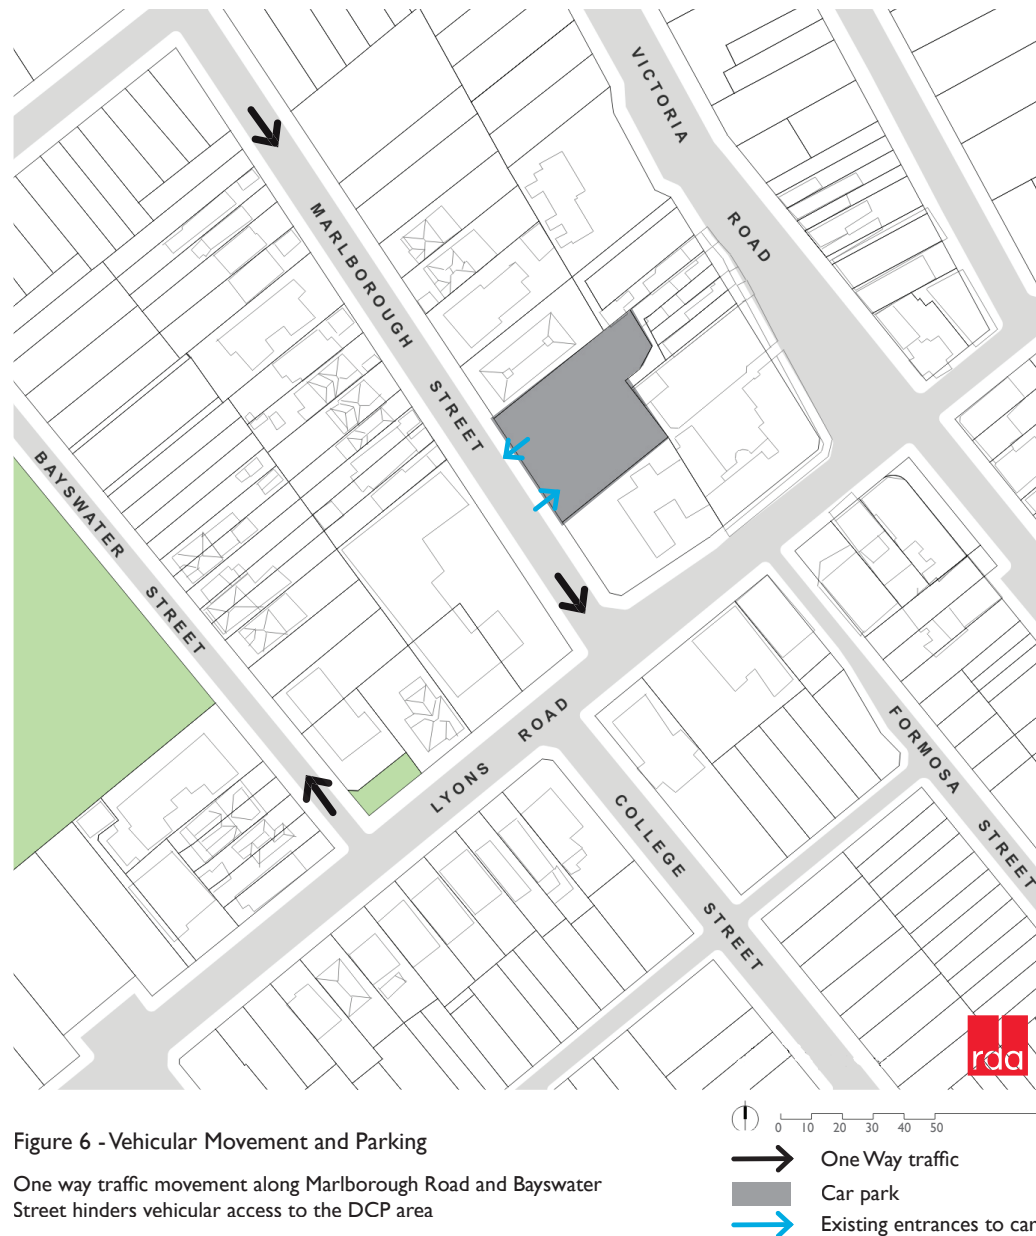 VICTORIA
ROAD
MARLBOROUGH
STREET
BAYSWATER
STREET
LYONS ROAD
FORMOSA
STREET
COLLEGE
STREET
rda
Figure 6 - Vehicular Movement and Parking
One way traffic movement along Marlborough Road and Bayswater
Street hinders vehicular access to the DCP area
0 10 20 30 40 50
One Way traffic
Car park
Existing entrances to car